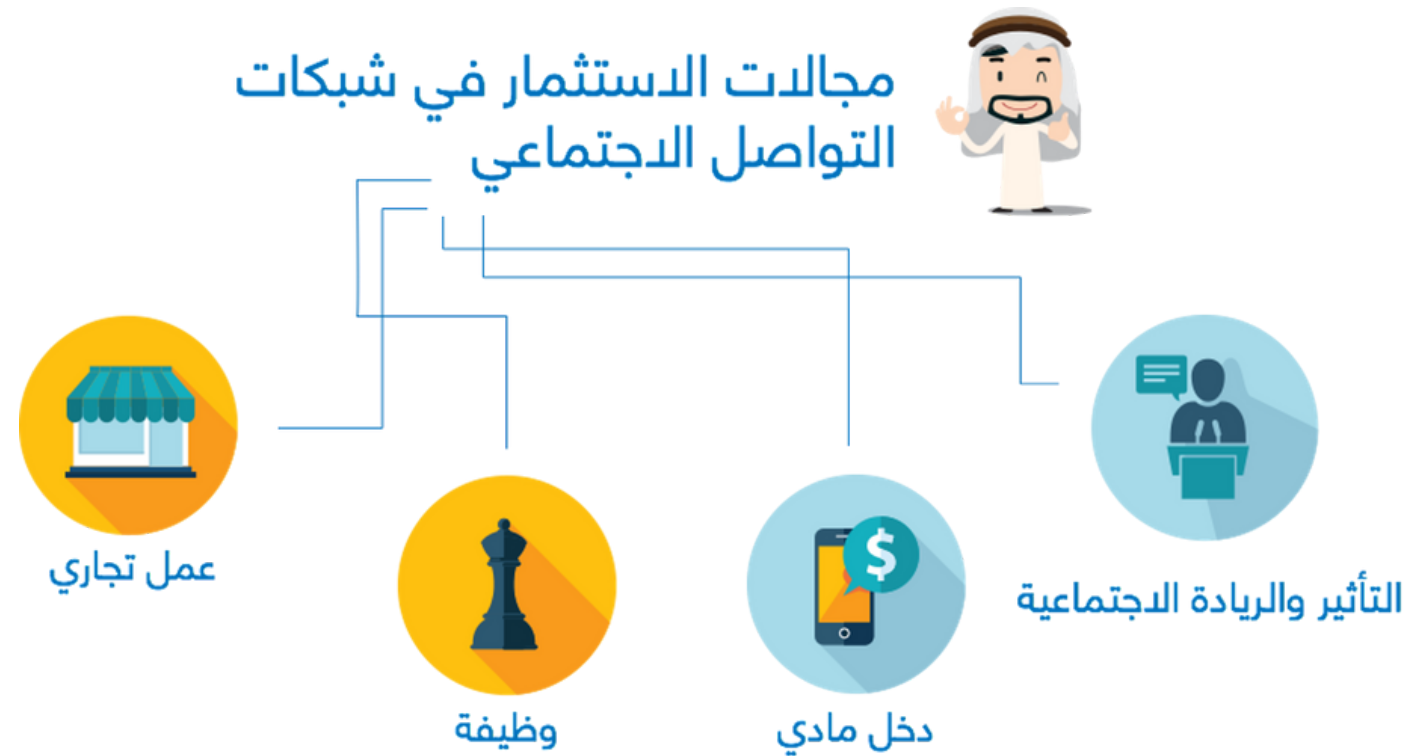 مجالات الاستثمار في شبكات
التواصل الاجتماعي
التأثير والريادة الاجتماعية
دخل مادي
وظيفة
عمل تجاري
$